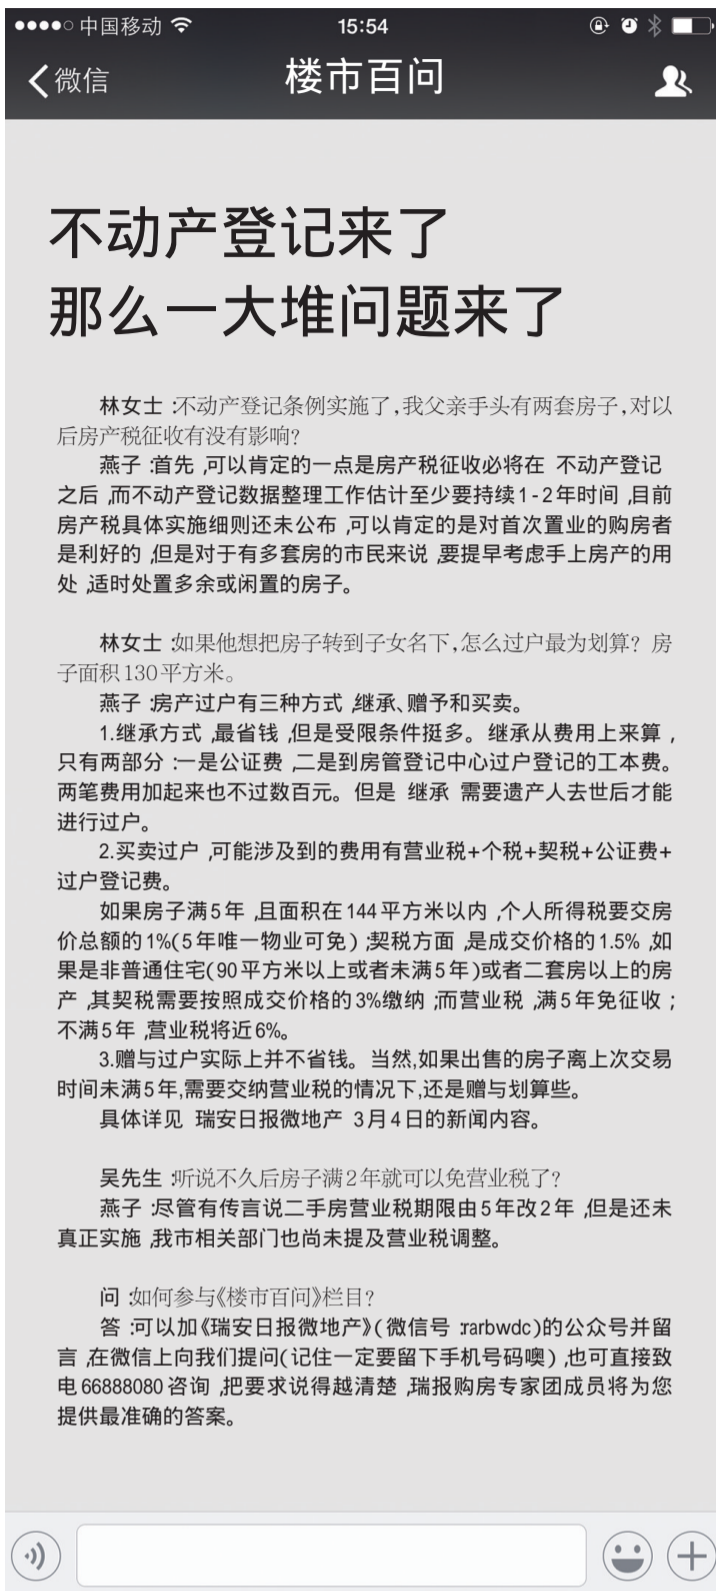 中国移动 15:54
微信 楼市百问
不动产登记来了
那么一大堆问题来了
林女士:不动产登记条例实施了,我父亲手头有两套房子,对以
后房产税征收有没有影响?
燕子:首先,可以肯定的一点是房产税征收必将在 不动产登记
之后,而不动产登记数据整理工作估计至少要持续1-2年时间,目前
房产税具体实施细则还未公布,可以肯定的是对首次置业的购房者
是利好的,但是对于有多套房的市民来说,要提早考虑手上房产的用
处,适时处置多余或闲置的房子。
林女士:如果他想把房子转到子女名下,怎么过户最为划算?房
子面积130平方米。
燕子:房产过户有三种方式,继承、赠予和买卖。
1.继承方式,最省钱,但是受限条件挺多。继承从费用上来算,
只有两部分:一是公证费,二是到房管登记中心过户登记的工本费。
两笔费用加起来也不过数百元。但是 继承 需要遗产人去世后才能
进行过户。
2.买卖过户,可能涉及到的费用有营业税+个税+契税+公证费+
过户登记费。
如果房子满5年,且面积在144平方米以内,个人所得税要交房
价总额的1%(5年唯一物业可免);契税方面,是成交价格的1.5%,如
果是非普通住宅(90平方米以上或者未满5年)或者二套房以上的房
产,其契税需要按照成交价格的3%缴纳;而营业税,满5年免征收;
不满5年,营业税将近6%。
3.赠与过户实际上并不省钱。当然,如果出售的房子离上次交易
时间未满5年,需要交纳营业税的情况下,还是赠与划算些。
具体详见 瑞安日报微地产 3月4日的新闻内容。
吴先生:听说不久后房子满2年就可以免营业税了?
燕子:尽管有传言说二手房营业税期限由5年改2年,但是还未
真正实施,我市相关部门也尚未提及营业税调整。
问:如何参与《楼市百问》栏目?
答:可以加《瑞安日报微地产》(微信号:rarbwdc)的公众号并留
言,在微信上向我们提问(记住一定要留下手机号码噢),也可直接致
电66888080咨询,把要求说得越清楚,瑞报购房专家团成员将为您
提供最准确的答案。